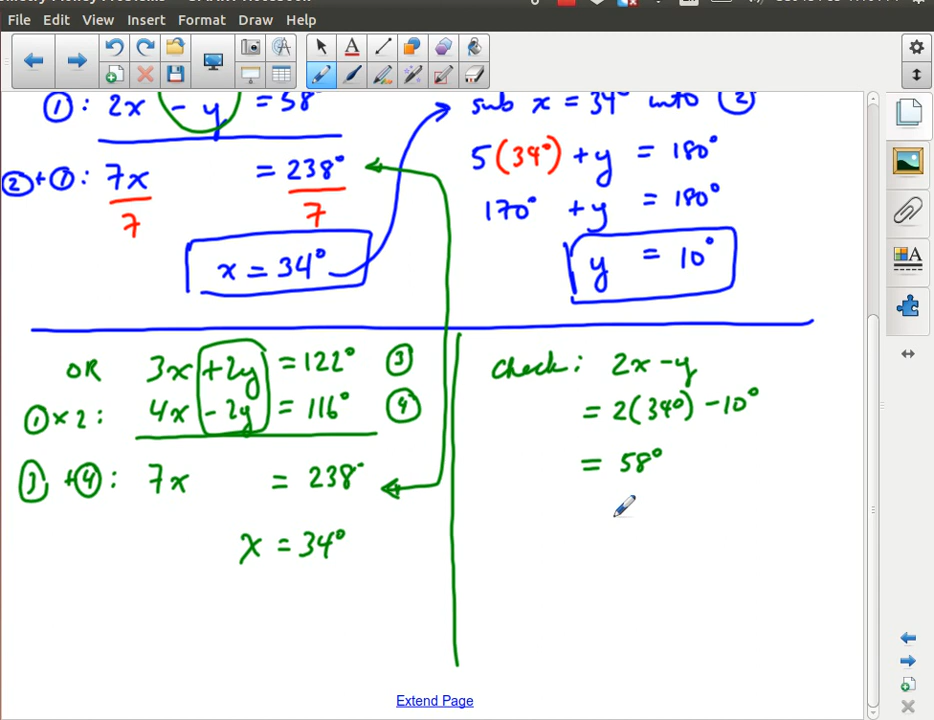 File Edit View Insert Format Draw Help
①: 2x - y = 58°
②+①: 7x = 238°
7 7
x = 34°
sub x = 34° into ②
5(34°) + y = 180°
170° + y = 180°
y = 10°
OR 3x + 2y = 122° ③
①×2: 4x - 2y = 116° ④
③ + ④: 7x = 238°
x = 34°
check: 2x - y
= 2(34°) - 10°
= 58°
Extend Page